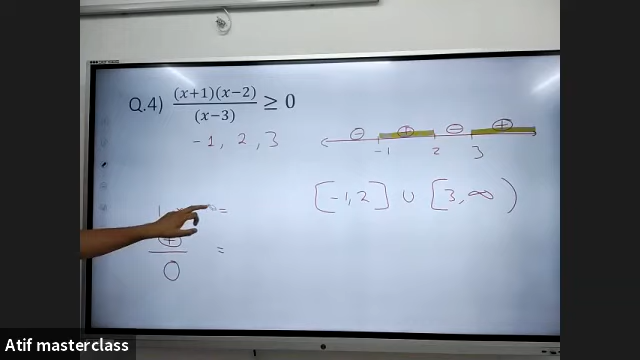 Q.4) (x+1)(x-2)/(x-3) ≥ 0
-1, 2, 3
⊖ ⊕ ⊖ ⊕
-1 2 3
[-1, 2] ∪ [3, ∞)
=
0
Atif masterclass